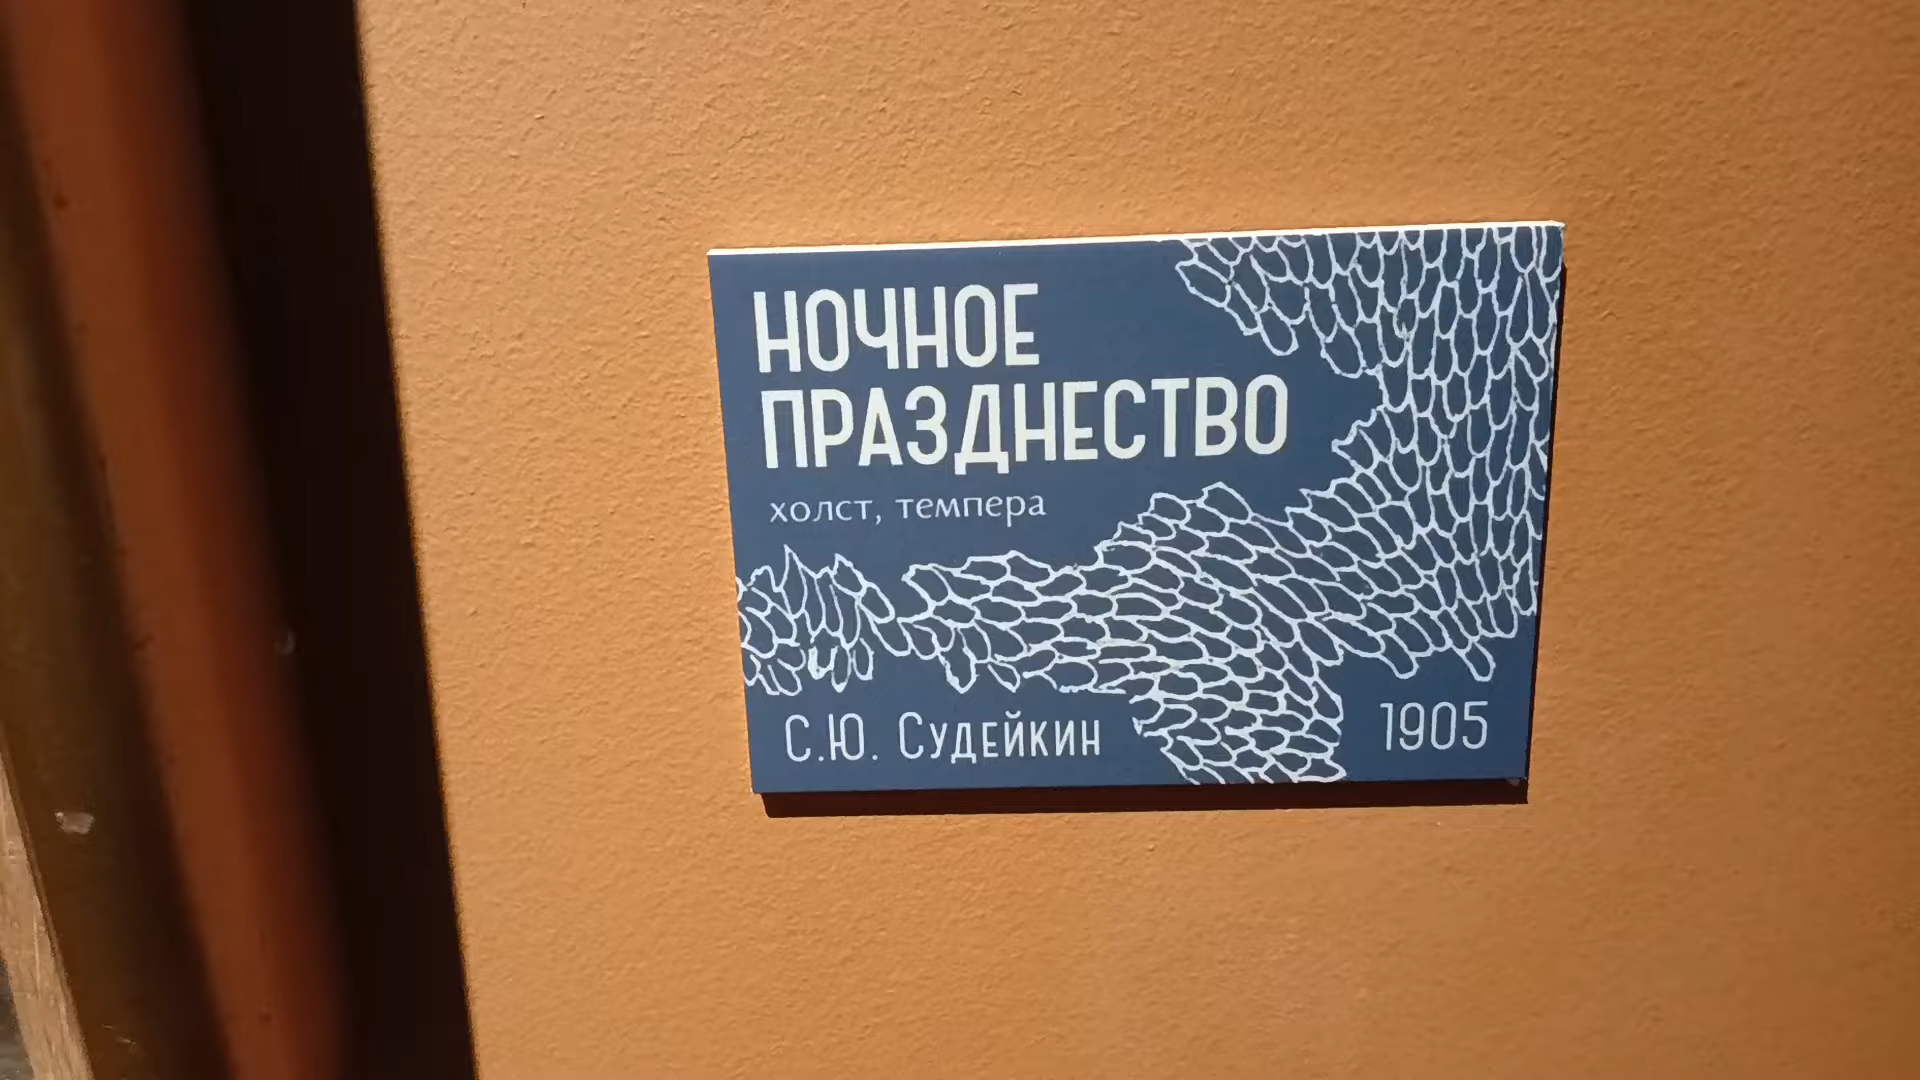 НОЧНОЕ
ПРАЗДНЕСТВО
холст, темпера
С.Ю. Судейкин
1905